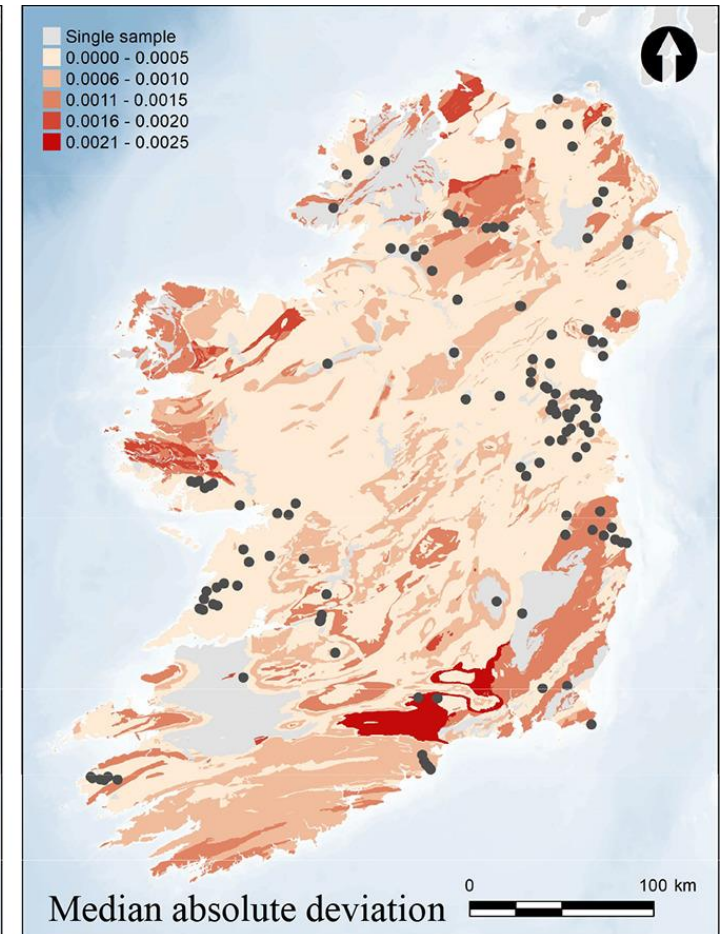 Single sample
0.0000 - 0.0005
0.0006 - 0.0010
0.0011 - 0.0015
0.0016 - 0.0020
0.0021 - 0.0025
0 100 km
Median absolute deviation